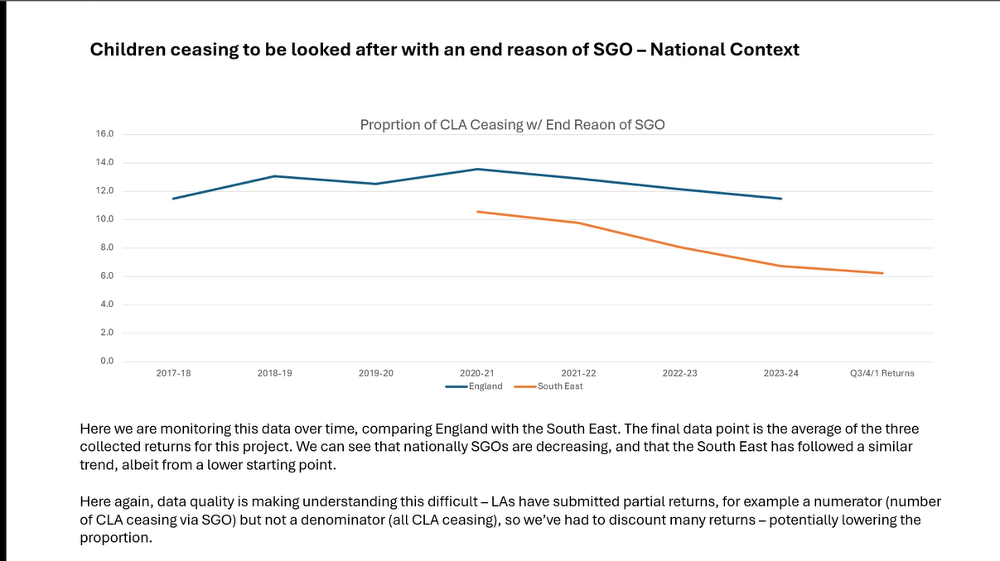 Children ceasing to be looked after with an end reason of SGO – National Context
Proprtion of CLA Ceasing w/ End Reaon of SGO
16.0
14.0
12.0
10.0
8.0
6.0
4.0
2.0
0.0
2017-18 2018-19 2019-20 2020-21 2021-22 2022-23 2023-24 Q3/4/1 Returns
England South East
Here we are monitoring this data over time, comparing England with the South East. The final data point is the average of the three
collected returns for this project. We can see that nationally SGOs are decreasing, and that the South East has followed a similar
trend, albeit from a lower starting point.
Here again, data quality is making understanding this difficult – LAs have submitted partial returns, for example a numerator (number
of CLA ceasing via SGO) but not a denominator (all CLA ceasing), so we’ve had to discount many returns – potentially lowering the
proportion.